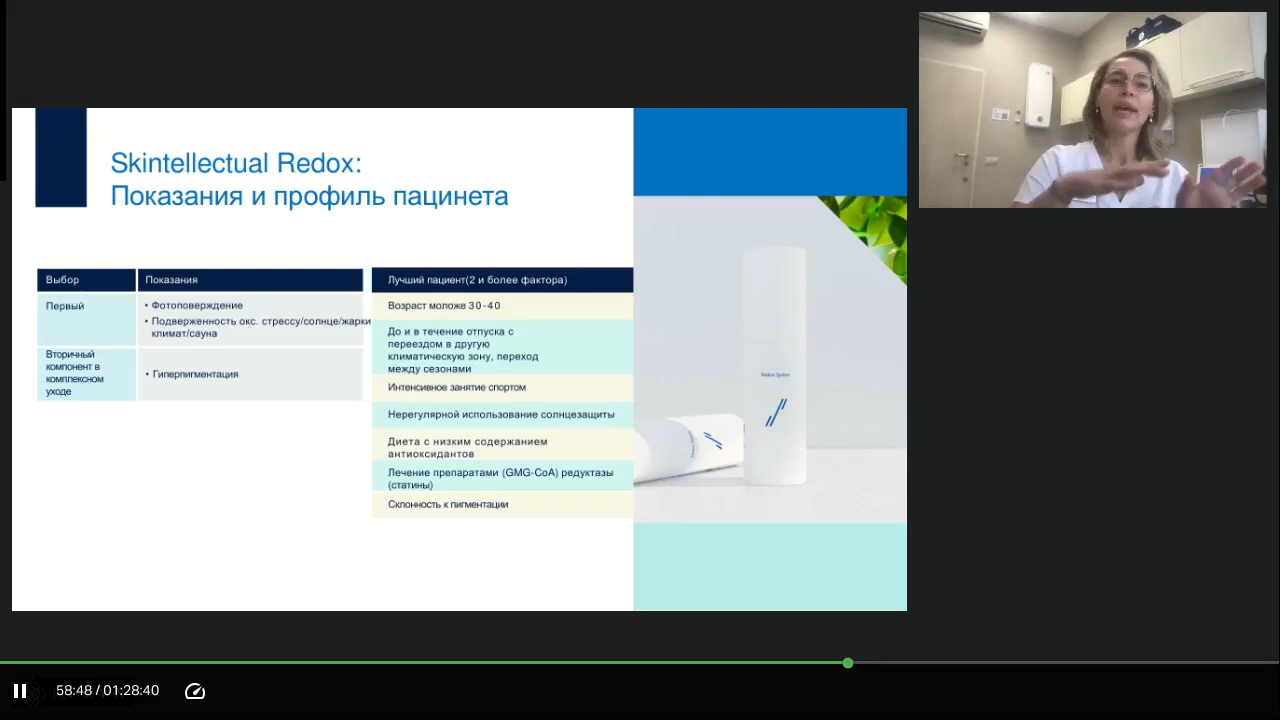 Skintellectual Redox:
Показания и профиль пацинета
Выбор
Показания
Первый
• Фотоповерждение
• Подверженность окс. стрессу/солнце/жарки
климат/сауна
Вторичный
компонент в
комплексном
уходе
• Гиперпигментация
Лучший пациент(2 и более фактора)
Возраст моложе 30-40
До и в течение отпуска с
переездом в другую
климатическую зону, переход
между сезонами
Интенсивное занятие спортом
Нерегулярной использование солнцезащиты
Диета с низким содержанием
антиоксидантов
Лечение препаратами (GMG-CoA) редуктазы
(статины)
Склонность к пигментации
Redox System
58:48 / 01:28:40